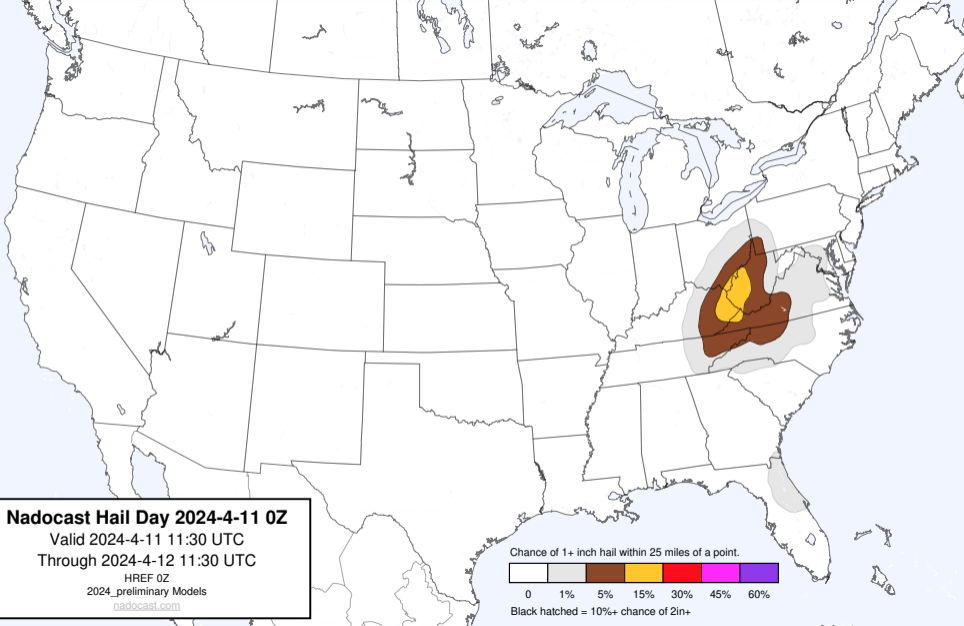 Nadocast Hail Day 2024-4-11 0Z
Valid 2024-4-11 11:30 UTC
Through 2024-4-12 11:30 UTC
HREF 0Z
2024_preliminary Models
nadocast.com
Chance of 1+ inch hail within 25 miles of a point.
0 1% 5% 15% 30% 45% 60%
Black hatched = 10%+ chance of 2in+